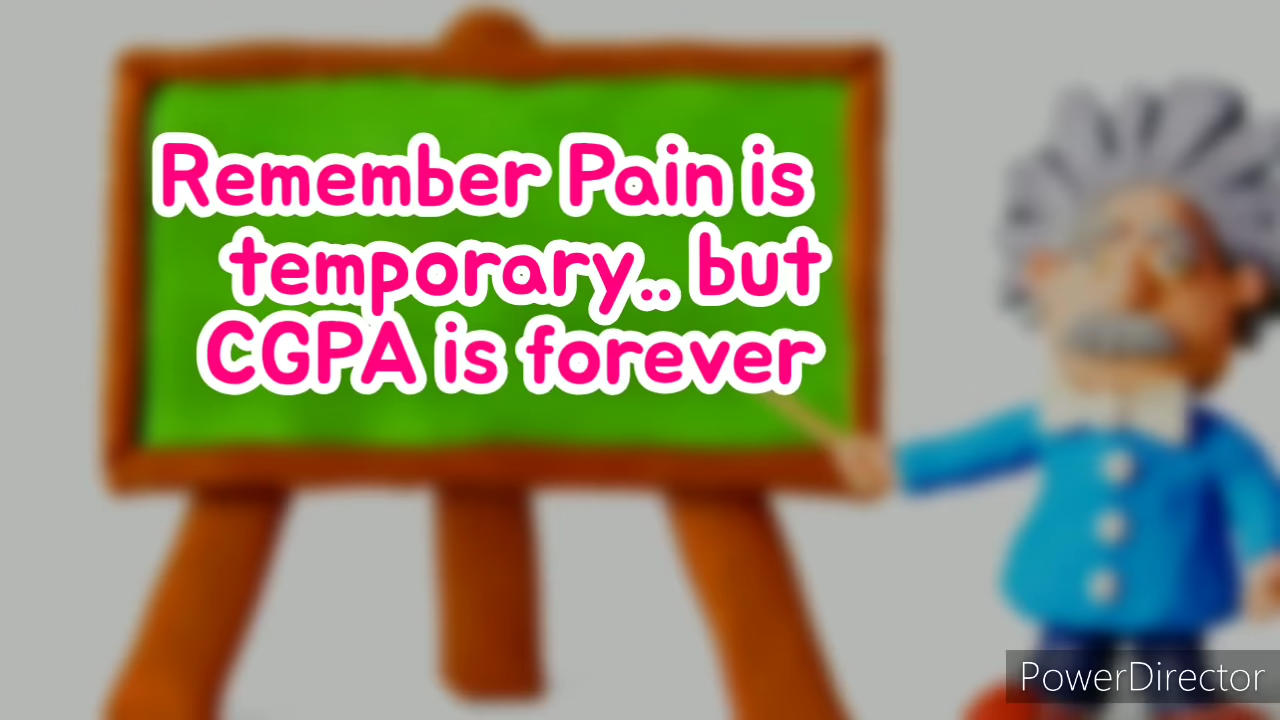 Remember Pain is
temporary.. but
CGPA is forever
PowerDirector